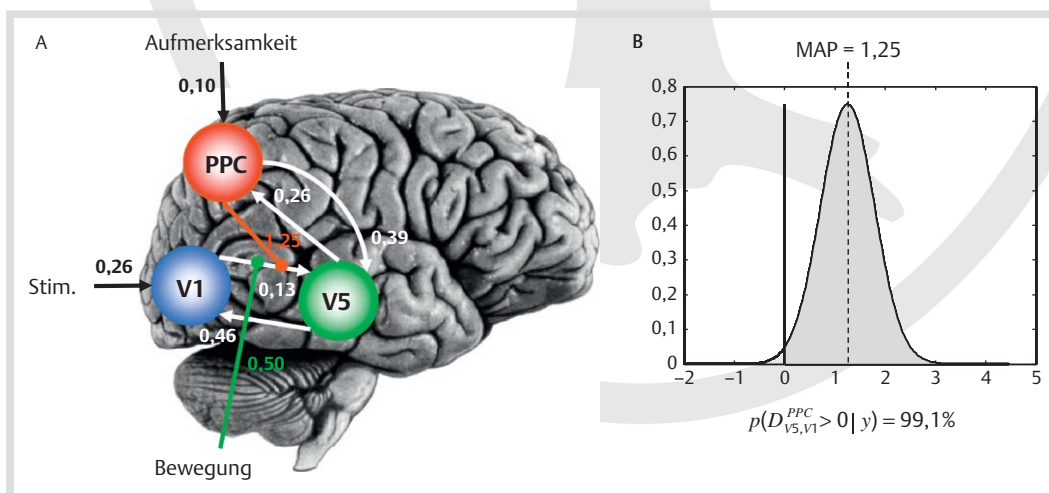 A
Aufmerksamkeit
0,10
PPC
0,26
0,39
1,25
0,26
Stim.
V1
0,13
V5
0,46
0,50
Bewegung
B
MAP = 1,25
0,8
0,7
0,6
0,5
0,4
0,3
0,2
0,1
0
−2 −1 0 1 2 3 4 5
p(D^{PPC}_{V5,V1} > 0 | y) = 99,1%